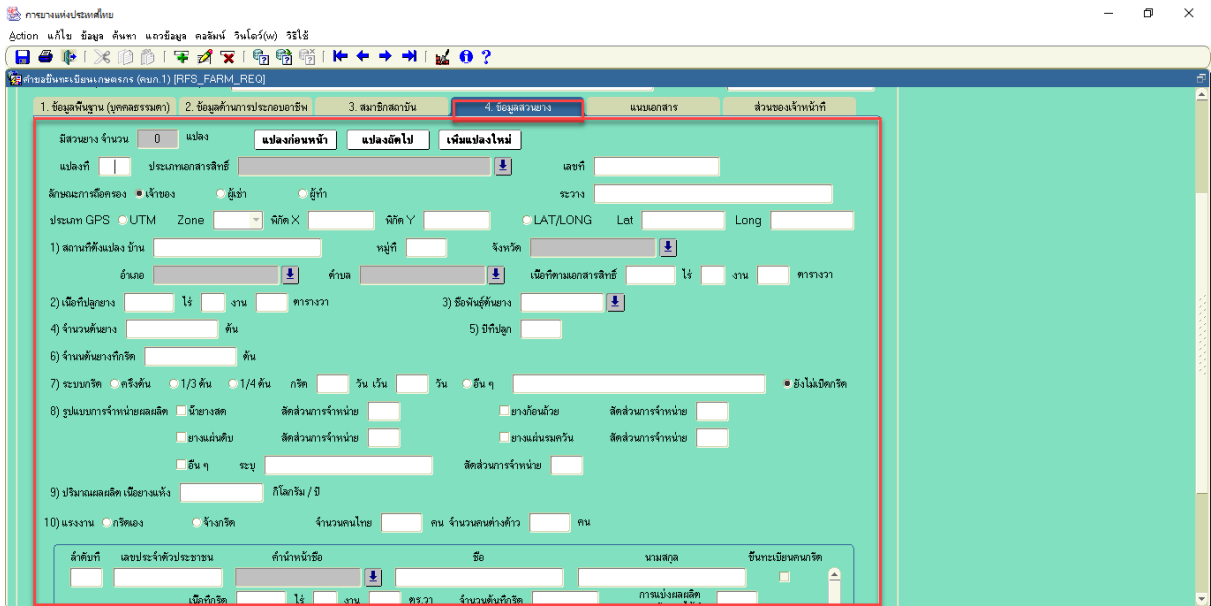 การยางแห่งประเทศไทย
Action แก้ไข ข้อมูล ค้นหา แถวข้อมูล คอลัมน์ วินโดว์(w) วิธีใช้
คำขอขึ้นทะเบียนเกษตรกร (คบก.1) [RFS_FARM_REQ]
1. ข้อมูลพื้นฐาน (บุคคลธรรมดา) 2. ข้อมูลด้านการประกอบอาชีพ 3. สมาชิกสถาบัน 4. ข้อมูลสวนยาง แนบเอกสาร ส่วนของเจ้าหน้าที่
มีสวนยาง จำนวน 0 แปลง แปลงก่อนหน้า แปลงถัดไป เพิ่มแปลงใหม่
แปลงที่ ประเภทเอกสารสิทธิ์ เลขที่
ลักษณะการถือครอง เจ้าของ ผู้เช่า ผู้ทำ ระวาง
ประเภท GPS UTM Zone พิกัด X พิกัด Y LAT/LONG Lat Long
1) สถานที่ตั้งแปลง บ้าน หมู่ที่ จังหวัด
อำเภอ ตำบล เนื้อที่ตามเอกสารสิทธิ์ ไร่ งาน ตารางวา
2) เนื้อที่ปลูกยาง ไร่ งาน ตารางวา 3) ชื่อพันธุ์ต้นยาง
4) จำนวนต้นยาง ต้น 5) ปีที่ปลูก
6) จำนนต้นยางที่กรีด ต้น
7) ระบบกรีด ครึ่งต้น 1/3 ต้น 1/4 ต้น กรีด วัน เว้น วัน อื่น ๆ ยังไม่เปิดกรีด
8) รูปแบบการจำหน่ายผลผลิต น้ำยางสด สัดส่วนการจำหน่าย ยางก้อนถ้วย สัดส่วนการจำหน่าย
ยางแผ่นดิบ สัดส่วนการจำหน่าย ยางแผ่นรมควัน สัดส่วนการจำหน่าย
อื่น ๆ ระบุ สัดส่วนการจำหน่าย
9) ปริมาณผลผลิต เนื้อยางแห้ง กิโลกรัม / ปี
10) แรงงาน กรีดเอง จ้างกรีด จำนวนคนไทย คน จำนวนคนต่างด้าว คน
ลำดับที่ เลขประจำตัวประชาชน คำนำหน้าชื่อ ชื่อ นามสกุล ขึ้นทะเบียนคนกรีด
เนื้อที่กรีด ไร่ งาน ตร.วา จำนวนต้นที่กรีด การแบ่งผลผลิต